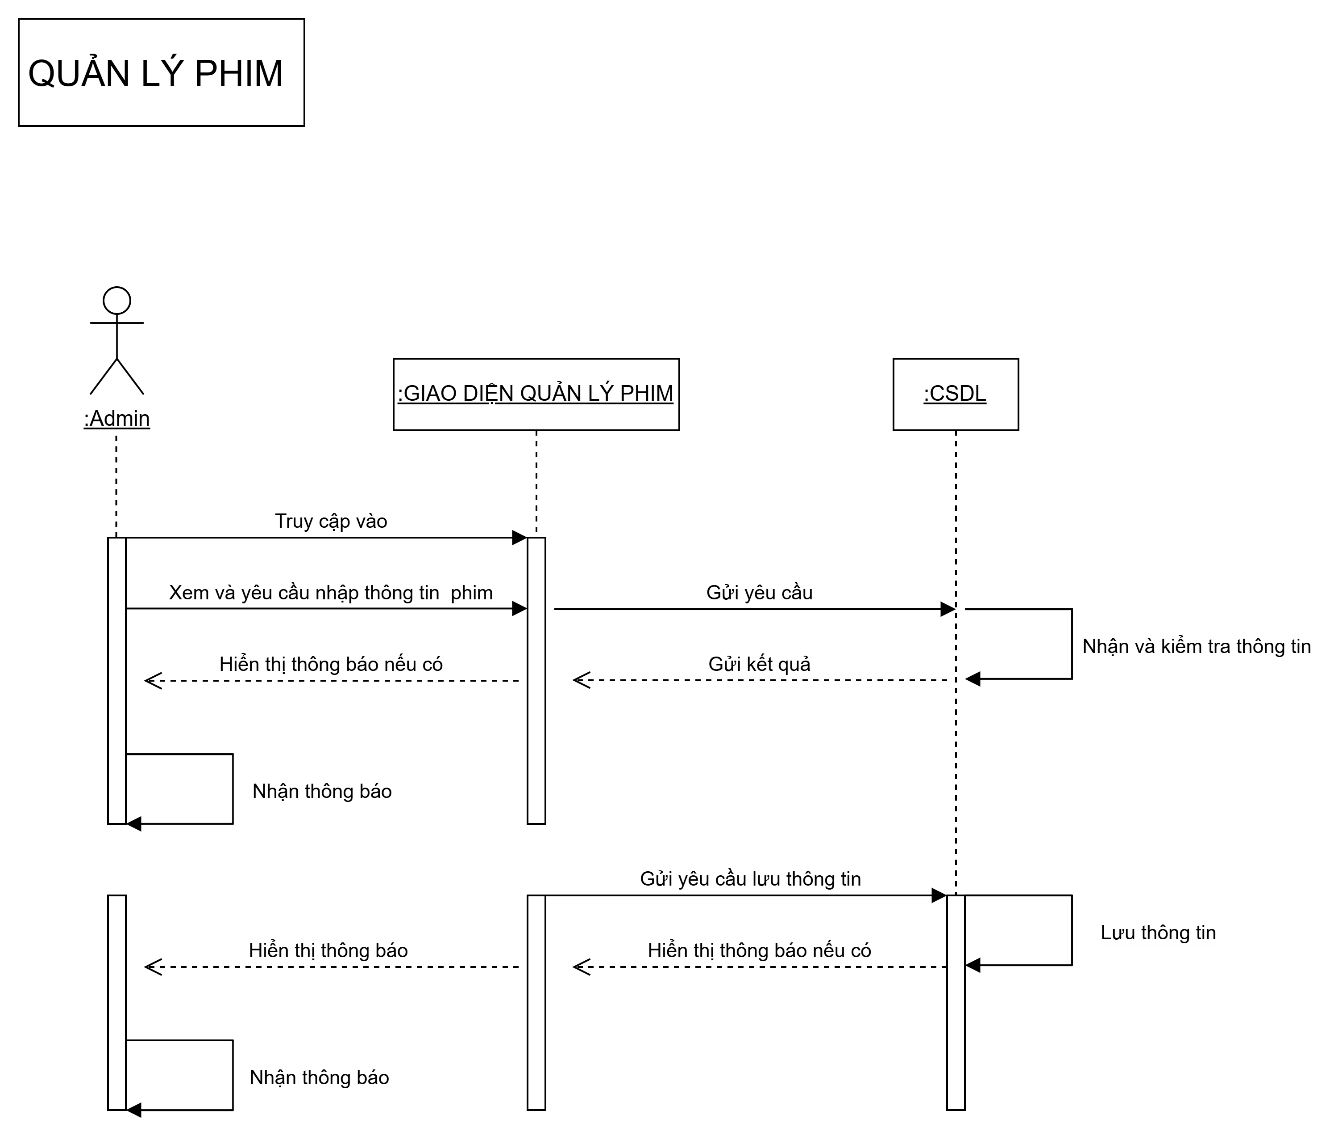 QUẢN LÝ PHIM
:Admin
:GIAO DIỆN QUẢN LÝ PHIM
:CSDL
Truy cập vào
Xem và yêu cầu nhập thông tin  phim
Gửi yêu cầu
Nhận và kiểm tra thông tin
Hiển thị thông báo nếu có
Gửi kết quả
Nhận thông báo
Gửi yêu cầu lưu thông tin
Lưu thông tin
Hiển thị thông báo
Hiển thị thông báo nếu có
Nhận thông báo